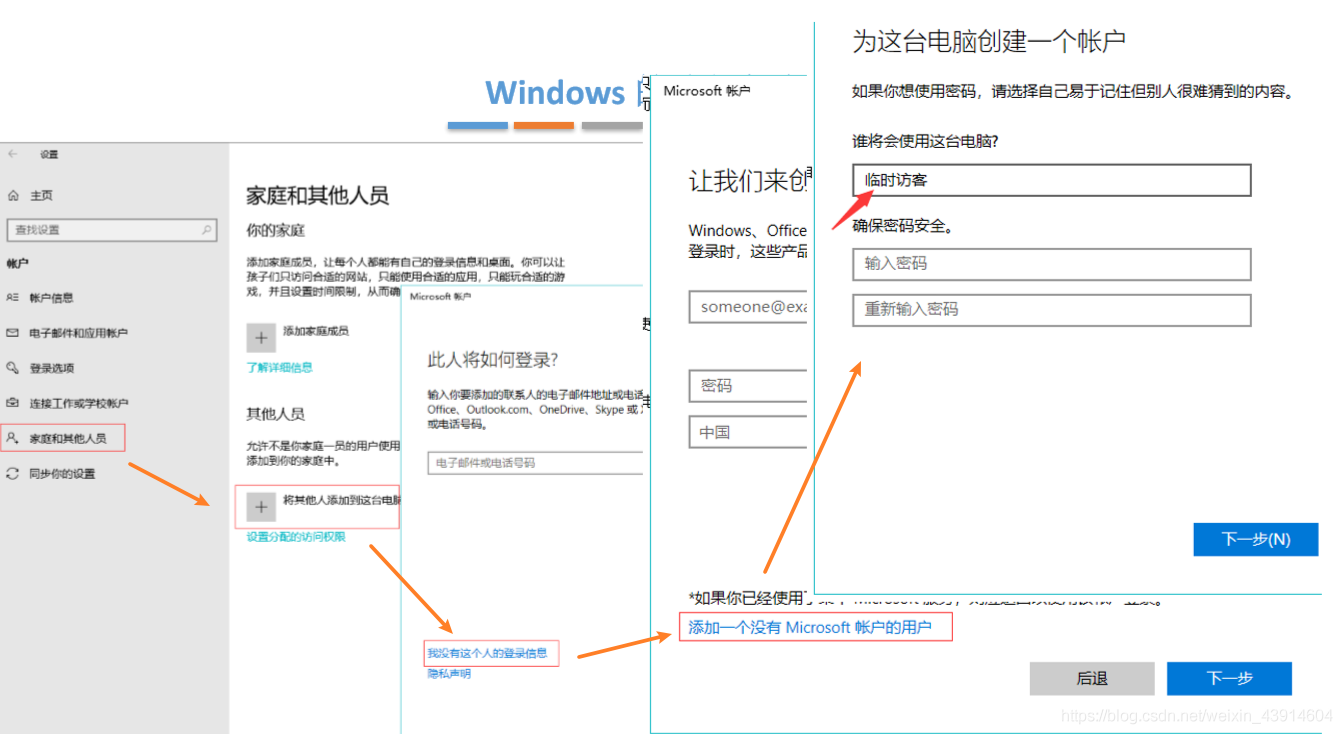 Windows
设置
主页
查找设置
帐户
帐户信息
电子邮件和应用帐户
登录选项
连接工作或学校帐户
家庭和其他人员
同步你的设置
家庭和其他人员
你的家庭
添加家庭成员，让每个人都能有自己的登录信息和桌面。你可以让
孩子们只访问合适的网站，只能使用合适的应用，只能玩合适的游
戏，并且设置时间限制，从而确
添加家庭成员
了解详细信息
其他人员
允许不是你家庭一员的用户使用
添加到你的家庭中。
将其他人添加到这台电脑
设置分配的访问权限
Microsoft 帐户
此人将如何登录?
输入你要添加的联系人的电子邮件地址或电话
Office、Outlook.com、OneDrive、Skype 或
或电话号码。
电子邮件或电话号码
我没有这个人的登录信息
隐私声明
Microsoft 帐户
让我们来创
Windows、Office
登录时，这些产品
someone@exa
密码
中国
*如果你已经使用了某个 Microsoft 服务，则应返回以使用该帐户登录。
添加一个没有 Microsoft 帐户的用户
后退
下一步
为这台电脑创建一个帐户
如果你想使用密码，请选择自己易于记住但别人很难猜到的内容。
谁将会使用这台电脑?
临时访客
确保密码安全。
输入密码
重新输入密码
下一步(N)
https://blog.csdn.net/weixin_43914604